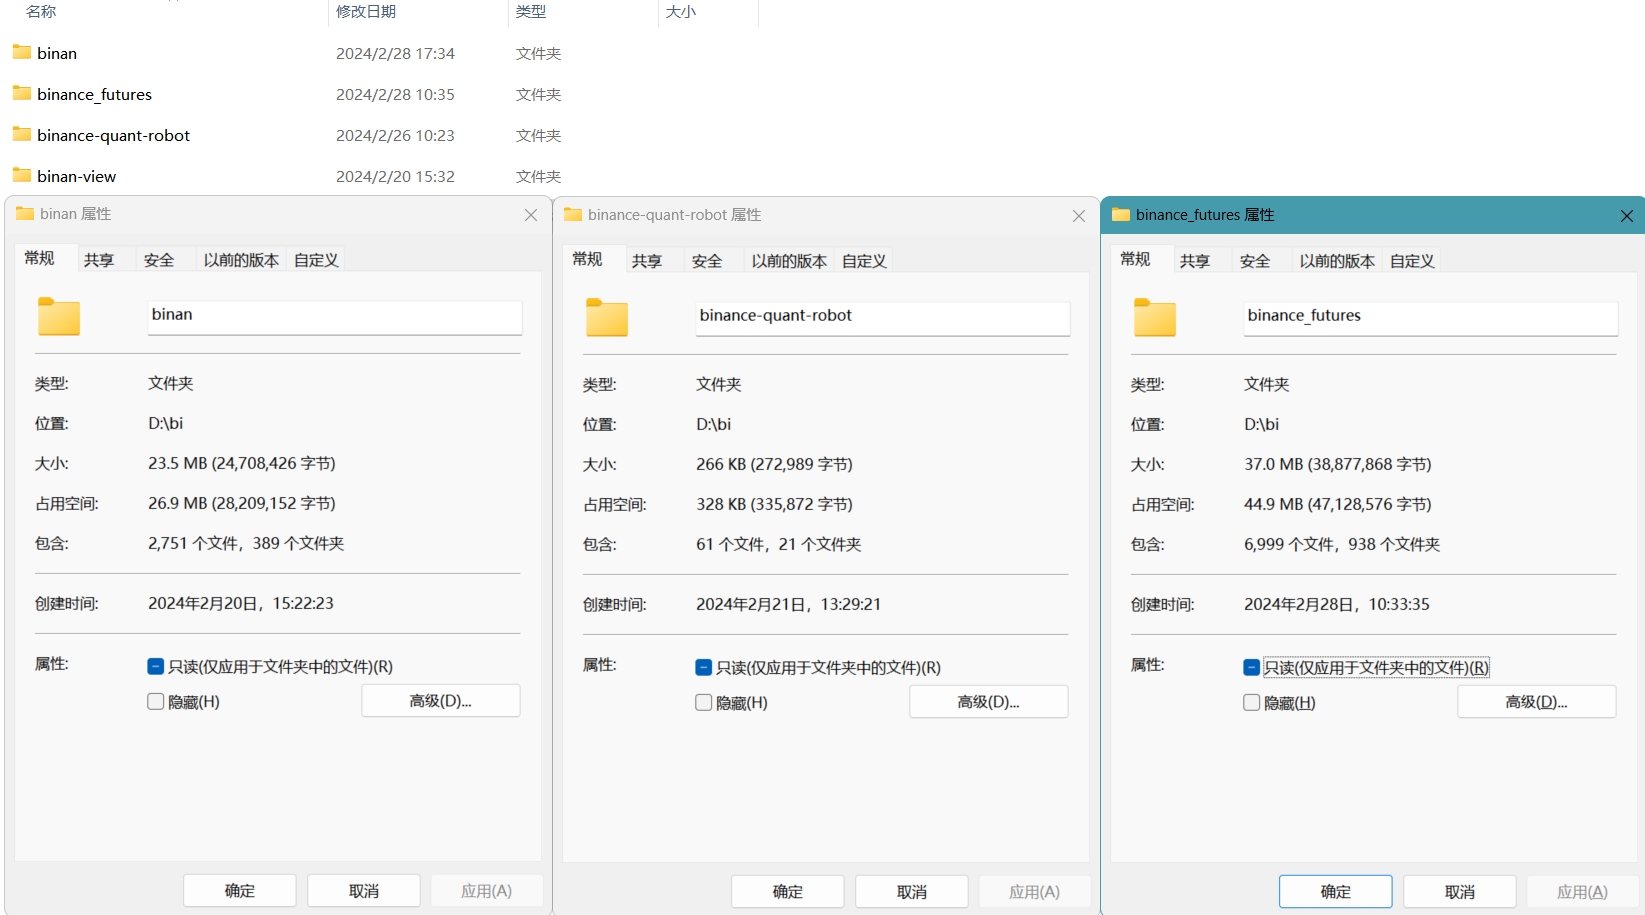 名称 修改日期 类型 大小
binan 2024/2/28 17:34 文件夹
binance_futures 2024/2/28 10:35 文件夹
binance-quant-robot 2024/2/26 10:23 文件夹
binan-view 2024/2/20 15:32 文件夹
binan 属性
常规 共享 安全 以前的版本 自定义
binan
类型: 文件夹
位置: D:\bi
大小: 23.5 MB (24,708,426 字节)
占用空间: 26.9 MB (28,209,152 字节)
包含: 2,751 个文件，389 个文件夹
创建时间: 2024年2月20日，15:22:23
属性: 只读(仅应用于文件夹中的文件)(R)
隐藏(H) 高级(D)...
确定 取消 应用(A)
binance-quant-robot 属性
常规 共享 安全 以前的版本 自定义
binance-quant-robot
类型: 文件夹
位置: D:\bi
大小: 266 KB (272,989 字节)
占用空间: 328 KB (335,872 字节)
包含: 61 个文件，21 个文件夹
创建时间: 2024年2月21日，13:29:21
属性: 只读(仅应用于文件夹中的文件)(R)
隐藏(H) 高级(D)...
确定 取消 应用(A)
binance_futures 属性
常规 共享 安全 以前的版本 自定义
binance_futures
类型: 文件夹
位置: D:\bi
大小: 37.0 MB (38,877,868 字节)
占用空间: 44.9 MB (47,128,576 字节)
包含: 6,999 个文件，938 个文件夹
创建时间: 2024年2月28日，10:33:35
属性: 只读(仅应用于文件夹中的文件)(R)
隐藏(H) 高级(D)...
确定 取消 应用(A)